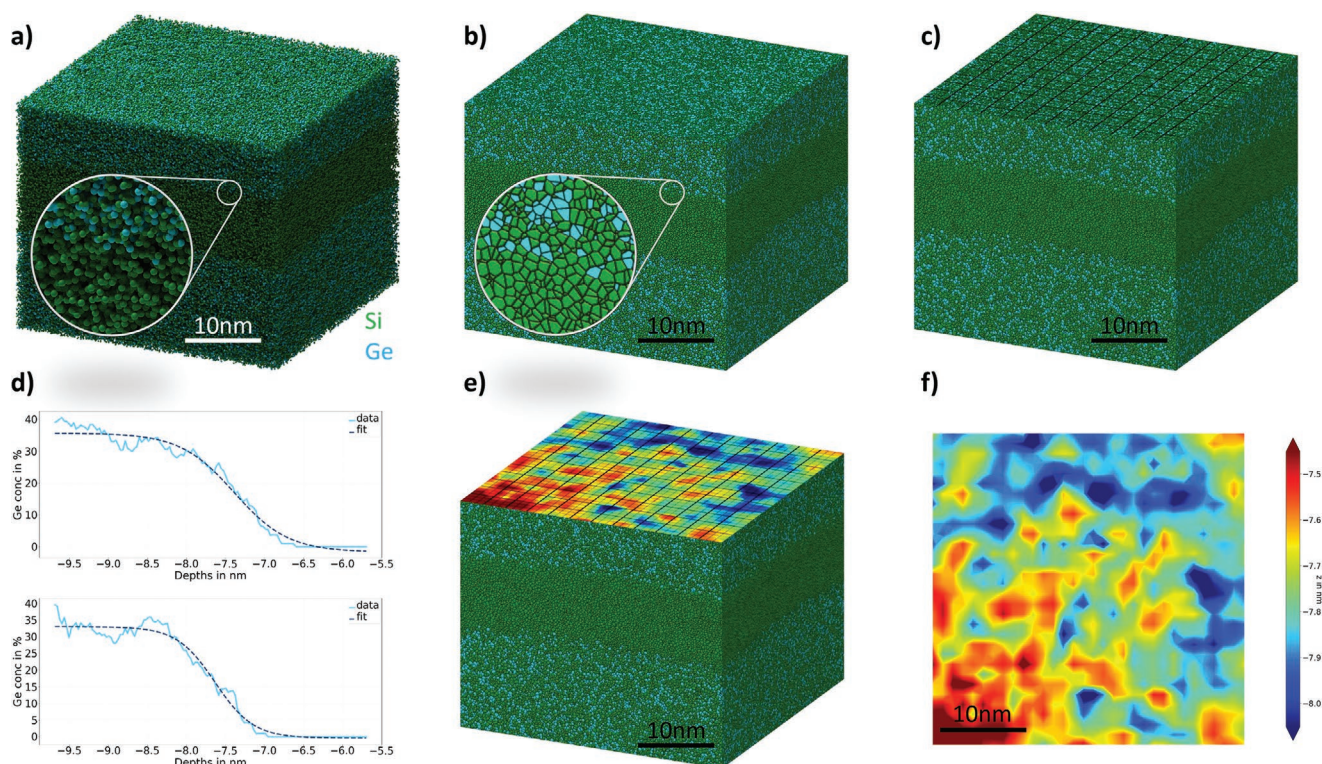 a)
b)
c)
10nm
Si
Ge
10nm
10nm
d)
e)
f)
40
30
20
10
0
Ge conc in %
data
fit
−9.5 −9.0 −8.5 −8.0 −7.5 −7.0 −6.5 −6.0 −5.5
Depths in nm
40
35
30
25
20
15
10
5
0
Ge conc in %
data
fit
−9.5 −9.0 −8.5 −8.0 −7.5 −7.0 −6.5 −6.0 −5.5
Depths in nm
10nm
10nm
−7.5
−7.6
−7.7
−7.8
−7.9
−8.0
z in nm